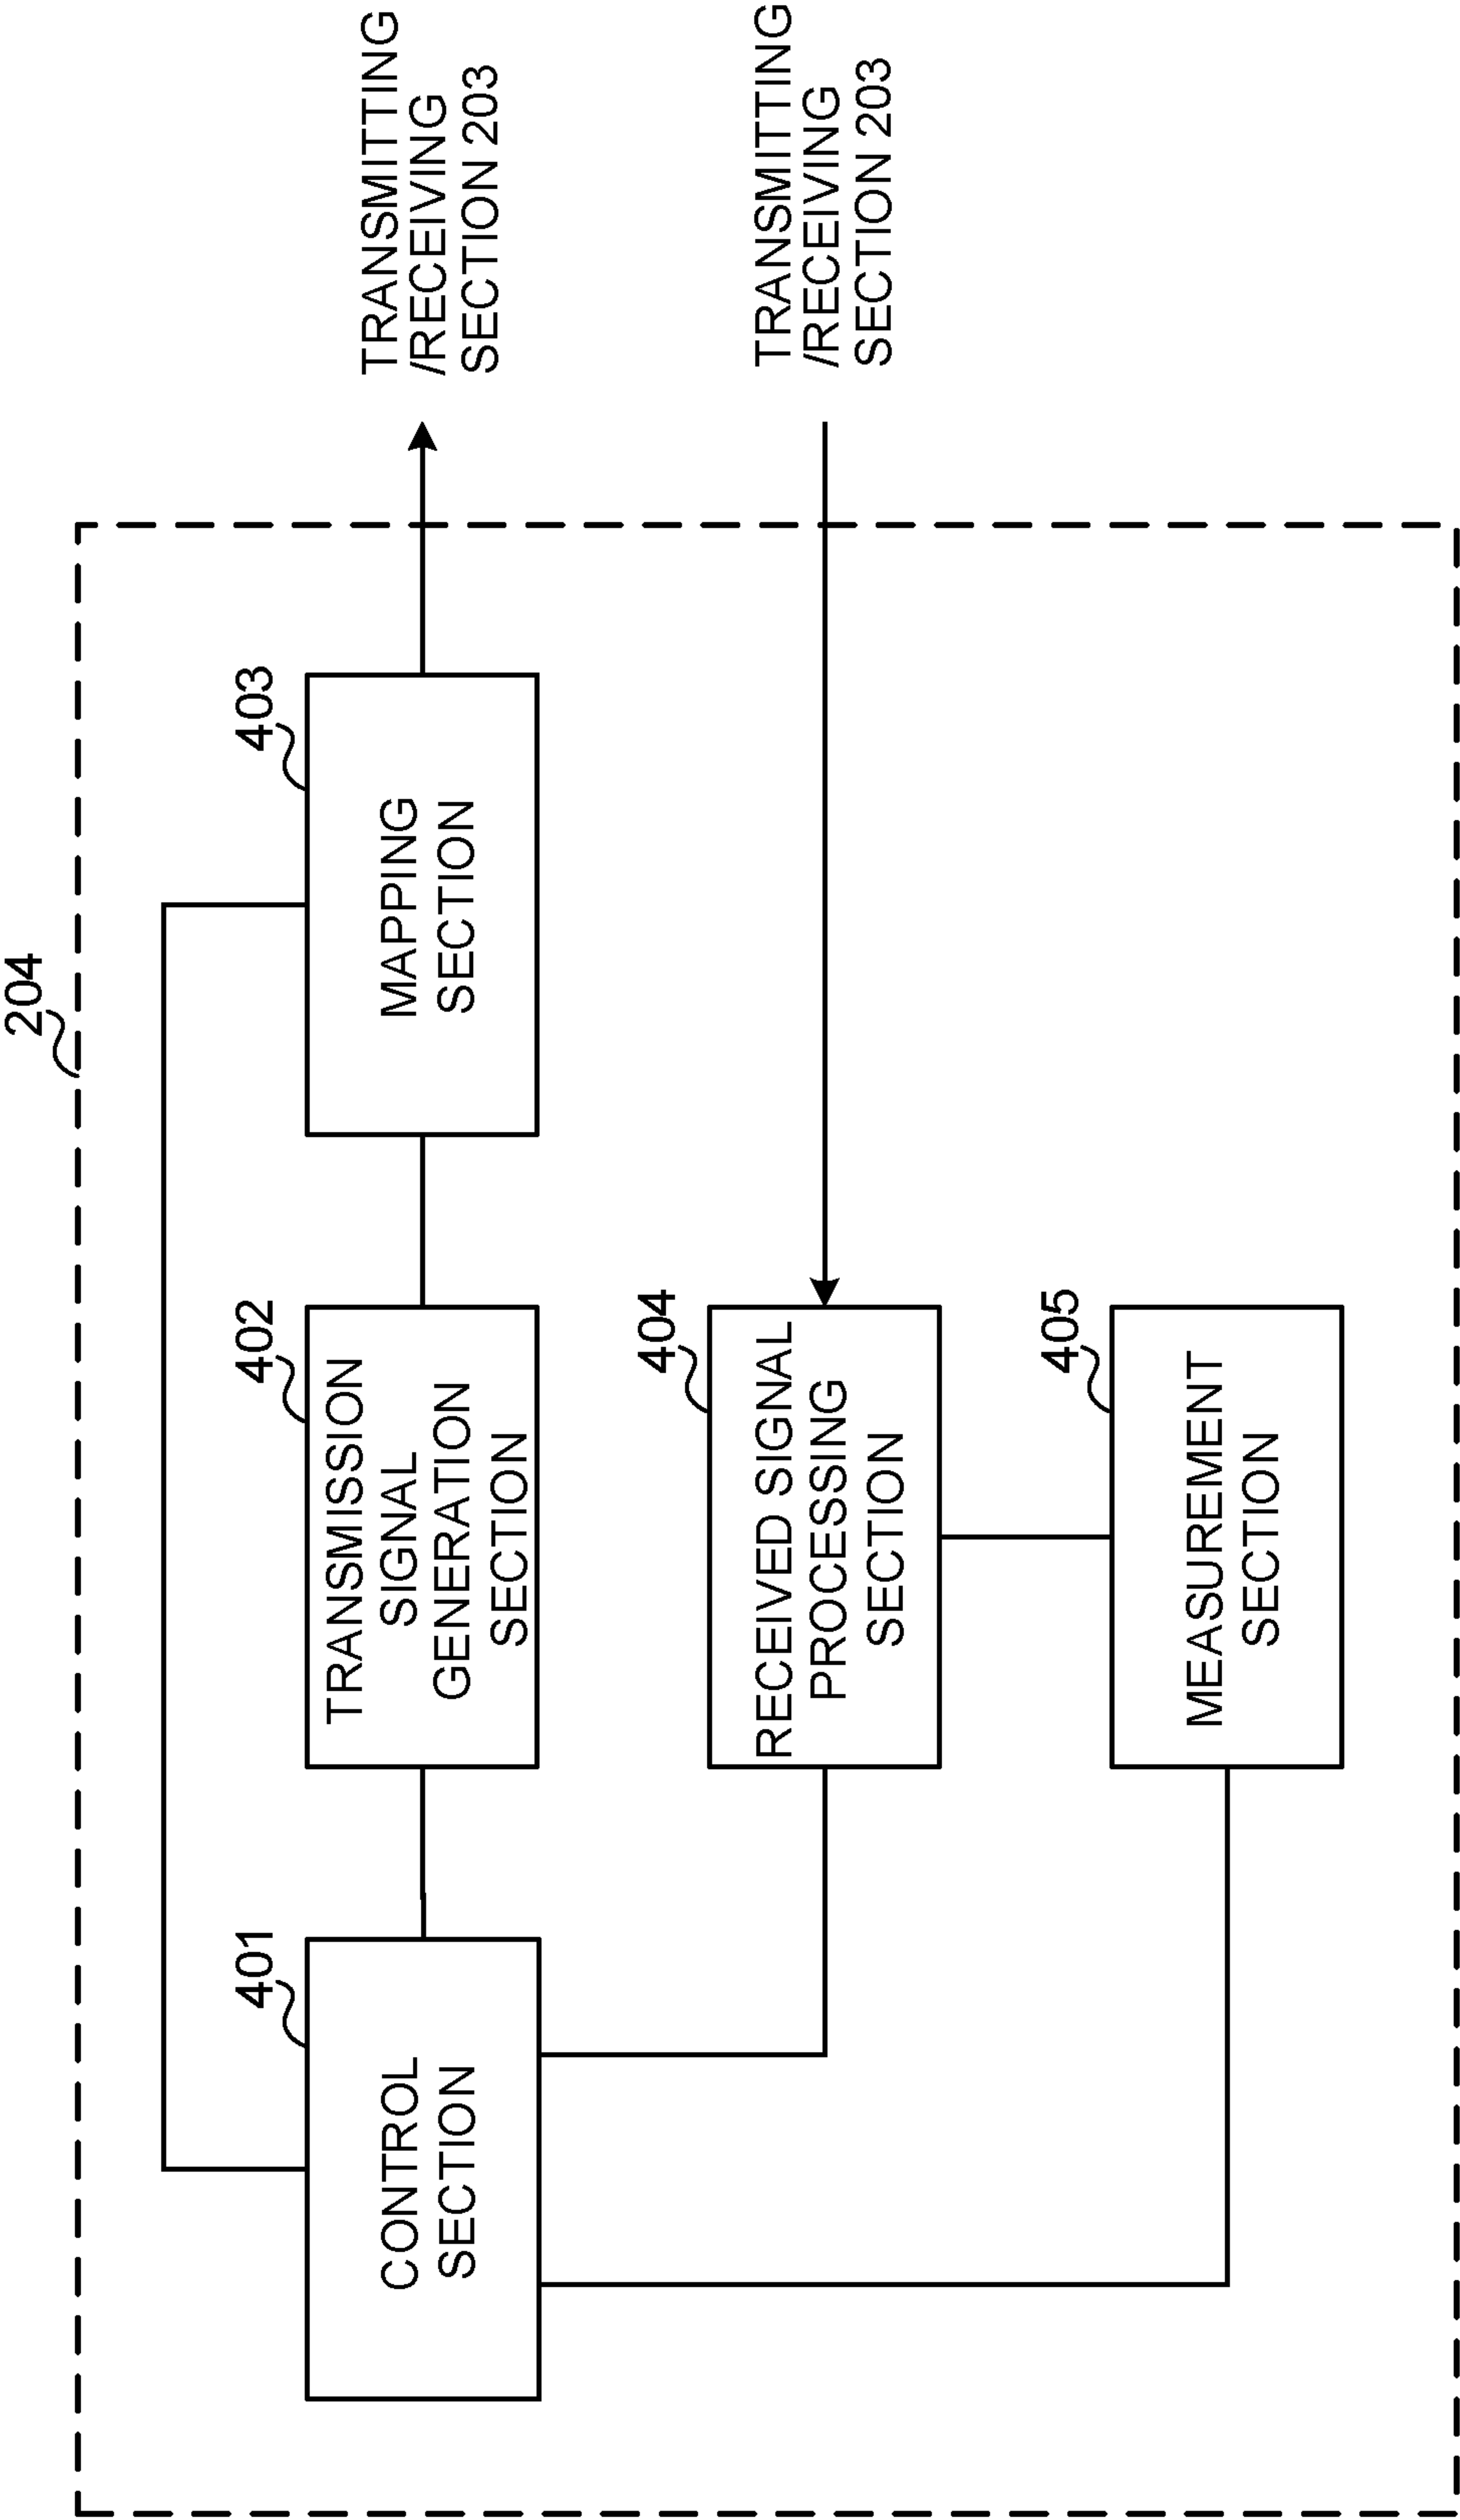 204
401
CONTROL
SECTION
402
TRANSMISSION
SIGNAL
GENERATION
SECTION
403
MAPPING
SECTION
TRANSMITTING
/RECEIVING
SECTION 203
404
RECEIVED SIGNAL
PROCESSING
SECTION
TRANSMITTING
/RECEIVING
SECTION 203
405
MEASUREMENT
SECTION